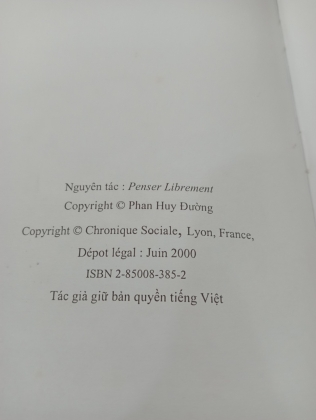 Nguyên tác : Penser Librement
Copyright © Phan Huy Đường
Copyright © Chronique Sociale, Lyon, France,
Dépot légal : Juin 2000
ISBN 2-85008-385-2
Tác giả giữ bản quyền tiếng Việt